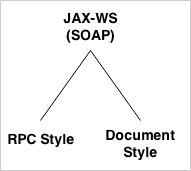 JAX-WS
(SOAP)
RPC Style
Document
Style